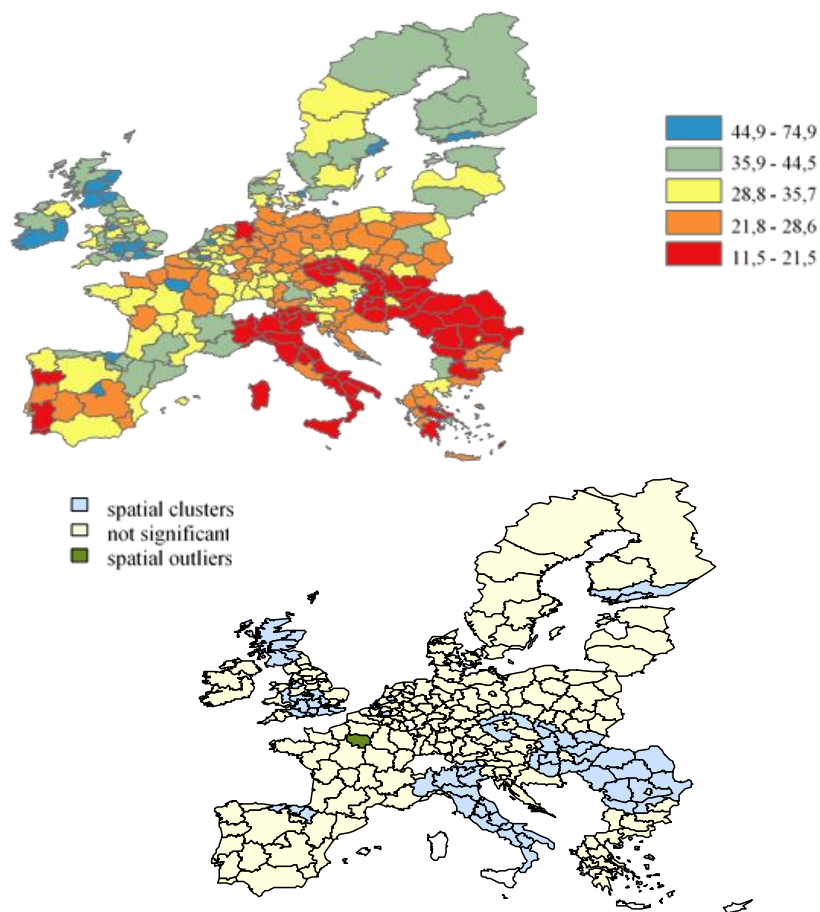 44,9 - 74,9
35,9 - 44,5
28,8 - 35,7
21,8 - 28,6
11,5 - 21,5
spatial clusters
not significant
spatial outliers